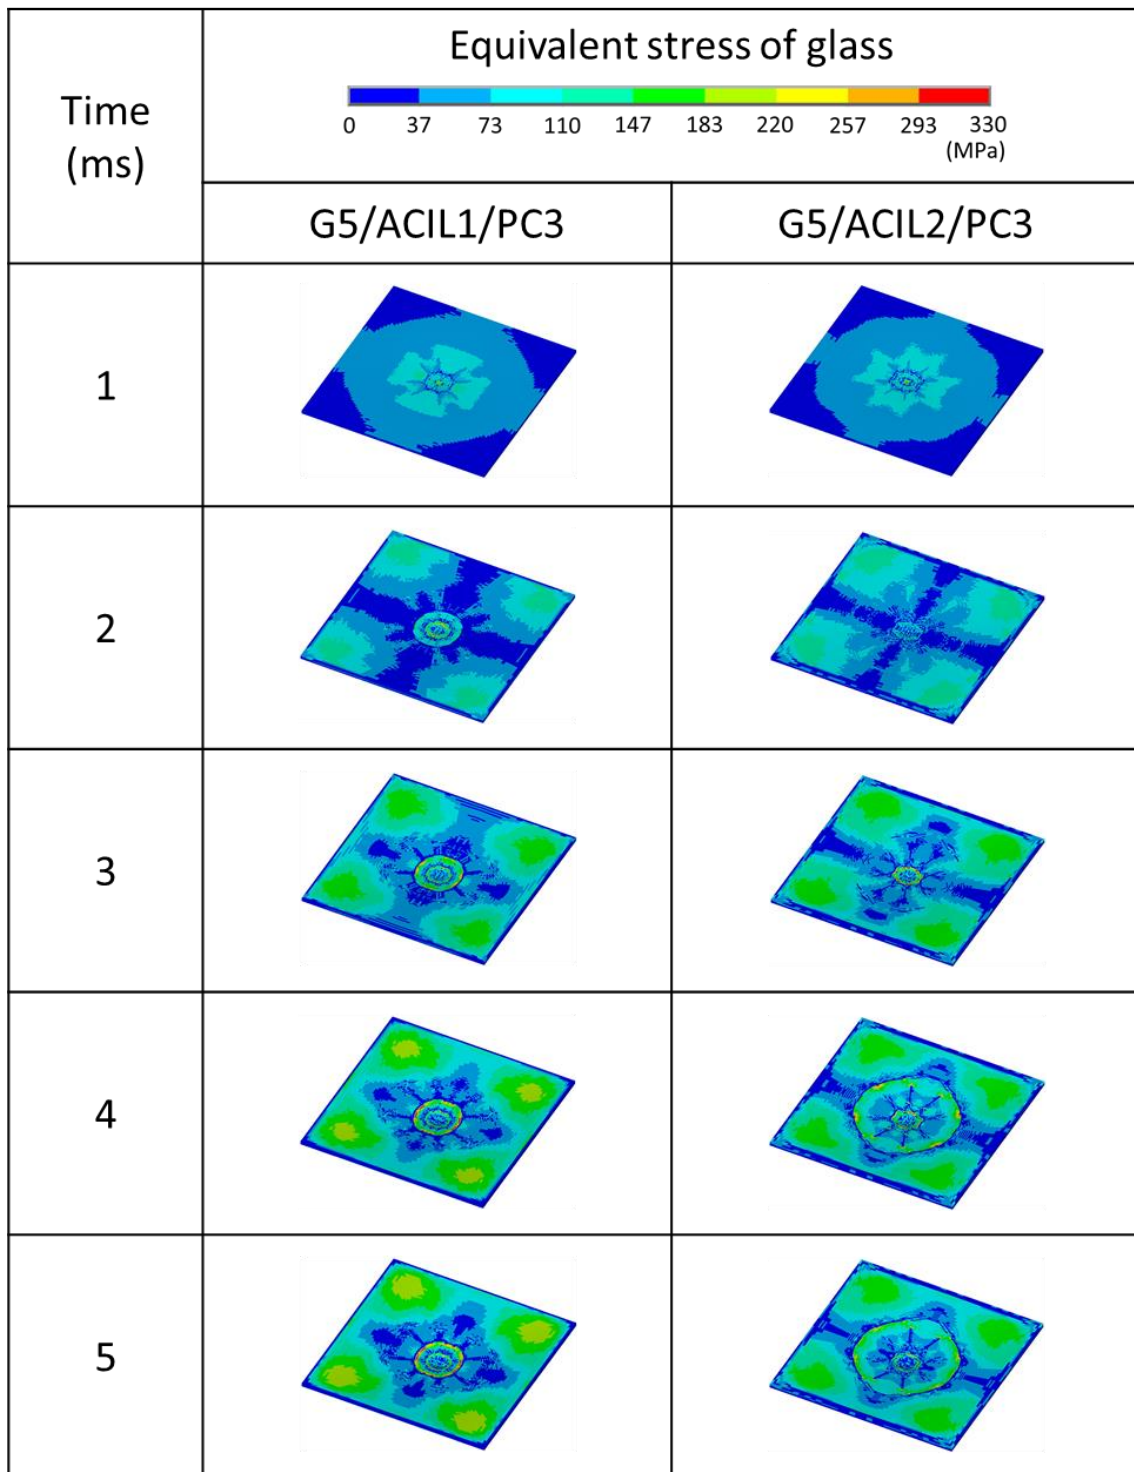 Time
(ms)
Equivalent stress of glass
0 37 73 110 147 183 220 257 293 330
(MPa)
G5/ACIL1/PC3 G5/ACIL2/PC3
1
2
3
4
5